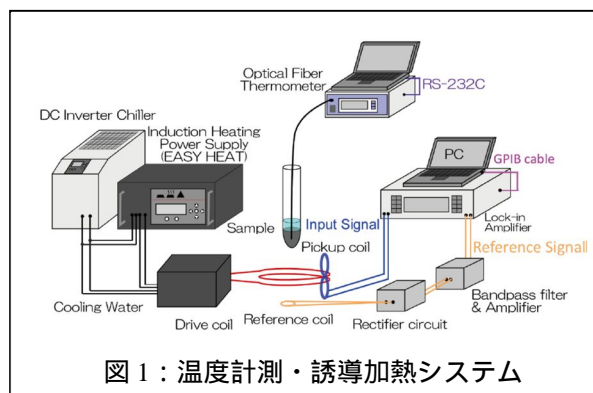 Optical Fiber
Thermometer
RS-232C
DC Inverter Chiller
Induction Heating
Power Supply
(EASY HEAT)
PC
GPIB cable
Sample
Input Signal
Pickup coil
Lock-in
Amplifier
Reference Signall
Cooling Water
Drive coil
Reference coil
Rectifier circuit
Bandpass filter
& Amplifier
図 1：温度計測・誘導加熱システム